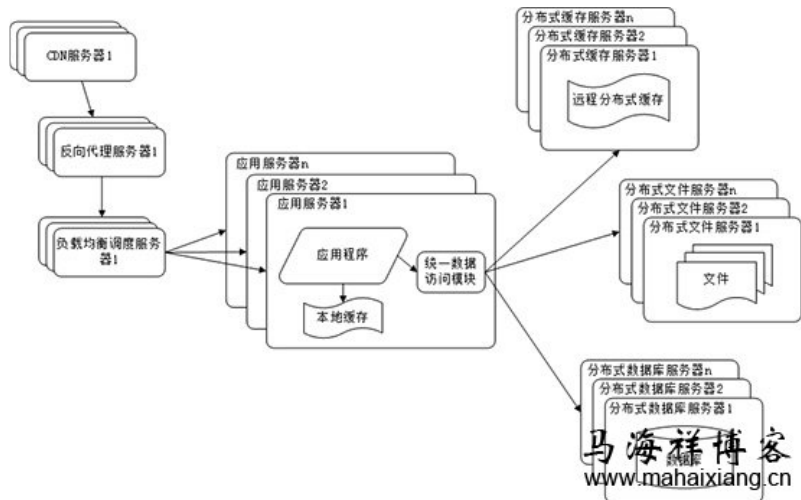 CDN服务器1
反向代理服务器1
负载均衡调度服务
器1
应用服务器n
应用服务器2
应用服务器1
应用程序
本地缓存
统一数据
访问模块
分布式缓存服务器n
分布式缓存服务器2
分布式缓存服务器1
远程分布式缓存
分布式文件服务器n
分布式文件服务器2
分布式文件服务器1
文件
分布式数据库服务器n
分布式数据库服务器2
分布式数据库服务器1
数据库
马海祥博客
www.mahaixiang.cn